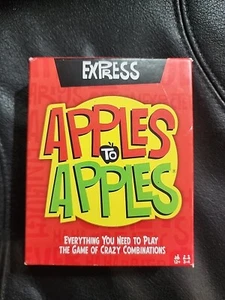 EXPRESS
APPLES
TO
APPLES
EVERYTHING YOU NEED TO PLAY
THE GAME OF CRAZY COMBINATIONS